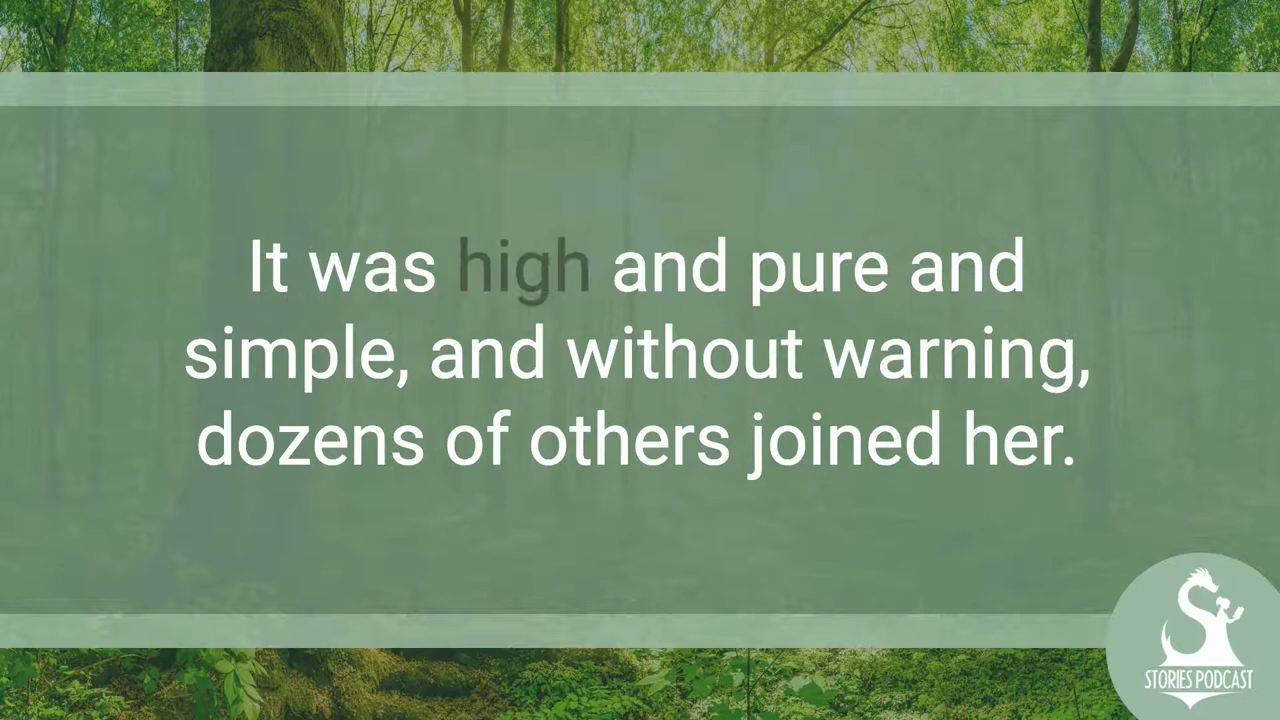 It was high and pure and
simple, and without warning,
dozens of others joined her.
STORIES PODCAST